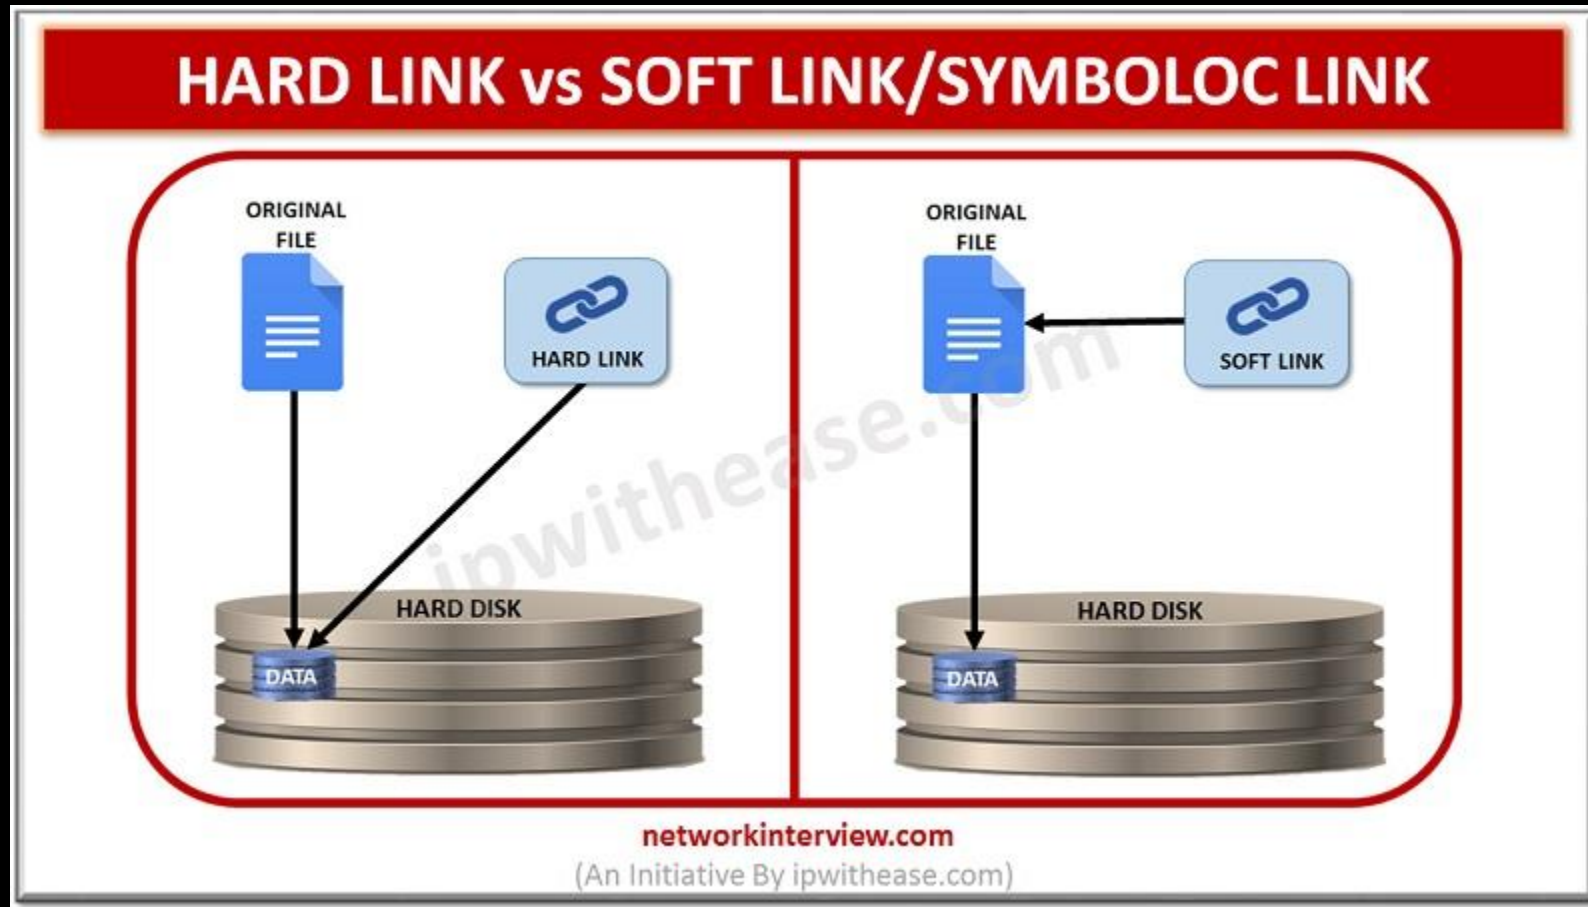 HARD LINK vs SOFT LINK/SYMBOLOC LINK
ORIGINAL
FILE
HARD LINK
HARD DISK
DATA
ORIGINAL
FILE
SOFT LINK
HARD DISK
DATA
ipwithease.com
networkinterview.com
(An Initiative By ipwithease.com)